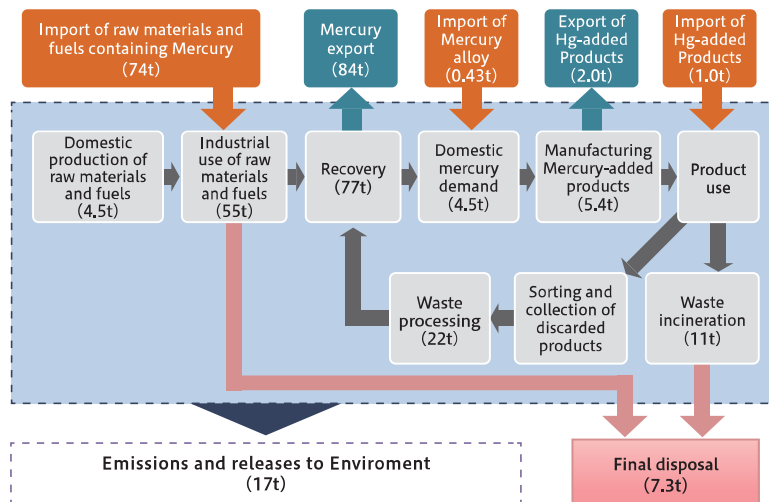 Import of raw materials
and fuels containing Mercury
(74t)
Mercury
export
(84t)
Import of
Mercury
alloy
(0.43t)
Export of
Hg-added
Products
(2.0t)
Import of
Hg-added
Products
(1.0t)
Domestic
production of
raw materials
and fuels
(4.5t)
Industrial
use of raw
materials
and fuels
(55t)
Recovery
(77t)
Domestic
mercury
demand
(4.5t)
Manufacturing
Mercury-added
products
(5.4t)
Product
use
Waste
processing
(22t)
Sorting and
collection of
discarded
products
Waste
incineration
(11t)
Emissions and releases to Enviroment
(17t)
Final disposal
(7.3t)